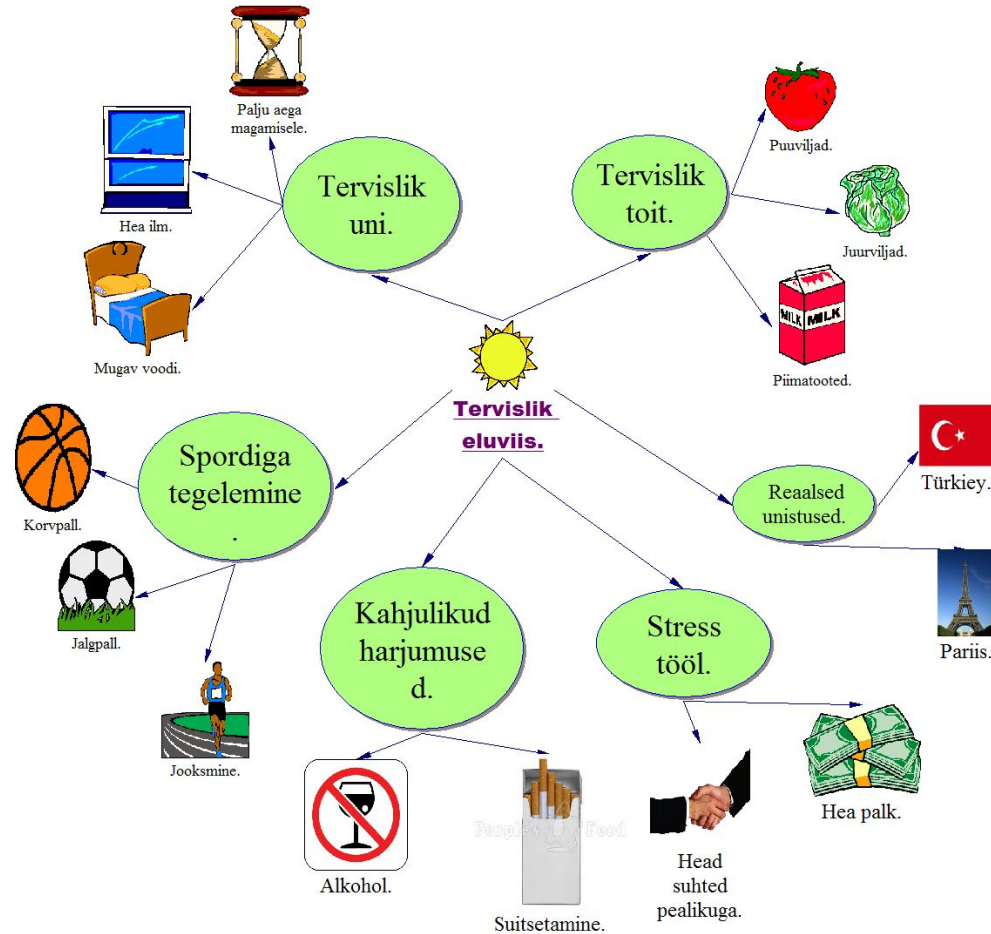 Palju aega
magamisele.
Hea ilm.
Mugav voodi.
Tervislik
uni.
Tervislik
toit.
Puuviljad.
Juurviljad.
MILK MILK
Piimatooted.
Tervislik
eluviis.
Spordiga
tegelemine
.
Korvpall.
Jalgpall.
Jooksmine.
Reaalsed
unistused.
Türkiey.
Pariis.
Kahjulikud
harjumuse
d.
Alkohol.
People's Food
Suitsetamine.
Stress
tööl.
Head
suhted
pealikuga.
Hea palk.